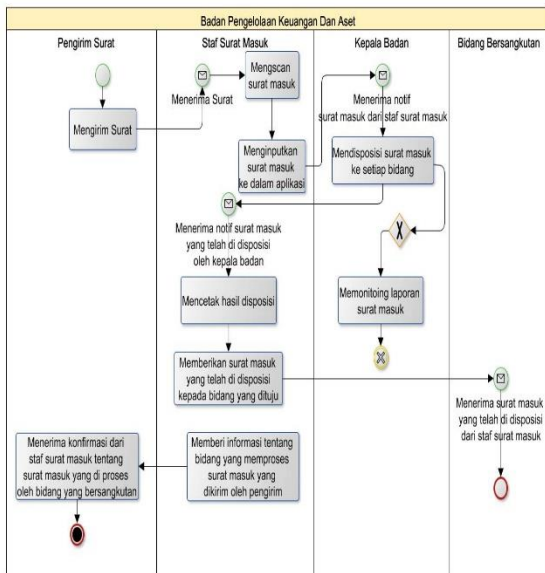 Badan Pengelolaan Keuangan Dan Aset
Pengirim Surat
Staf Surat Masuk
Kepala Badan
Bidang Bersangkutan
Mengirim Surat
Menerima Surat
Mengscan
surat masuk
Menginputkan
surat masuk
ke dalam aplikasi
Menerima notif
surat masuk dari staf surat masuk
Mendisposisi surat masuk
ke setiap bidang
Menerima notif surat masuk
yang telah di disposisi
oleh kepala badan
Mencetak hasil disposisi
Memonitoing laporan
surat masuk
Memberikan surat masuk
yang telah di disposisi
kepada bidang yang dituju
Menerima surat masuk
yang telah di disposisi
dari staf surat masuk
Memberi informasi tentang
bidang yang memproses
surat masuk yang
dikirim oleh pengirim
Menerima konfirmasi dari
staf surat masuk tentang
surat masuk yang di proses
oleh bidang yang bersangkutan